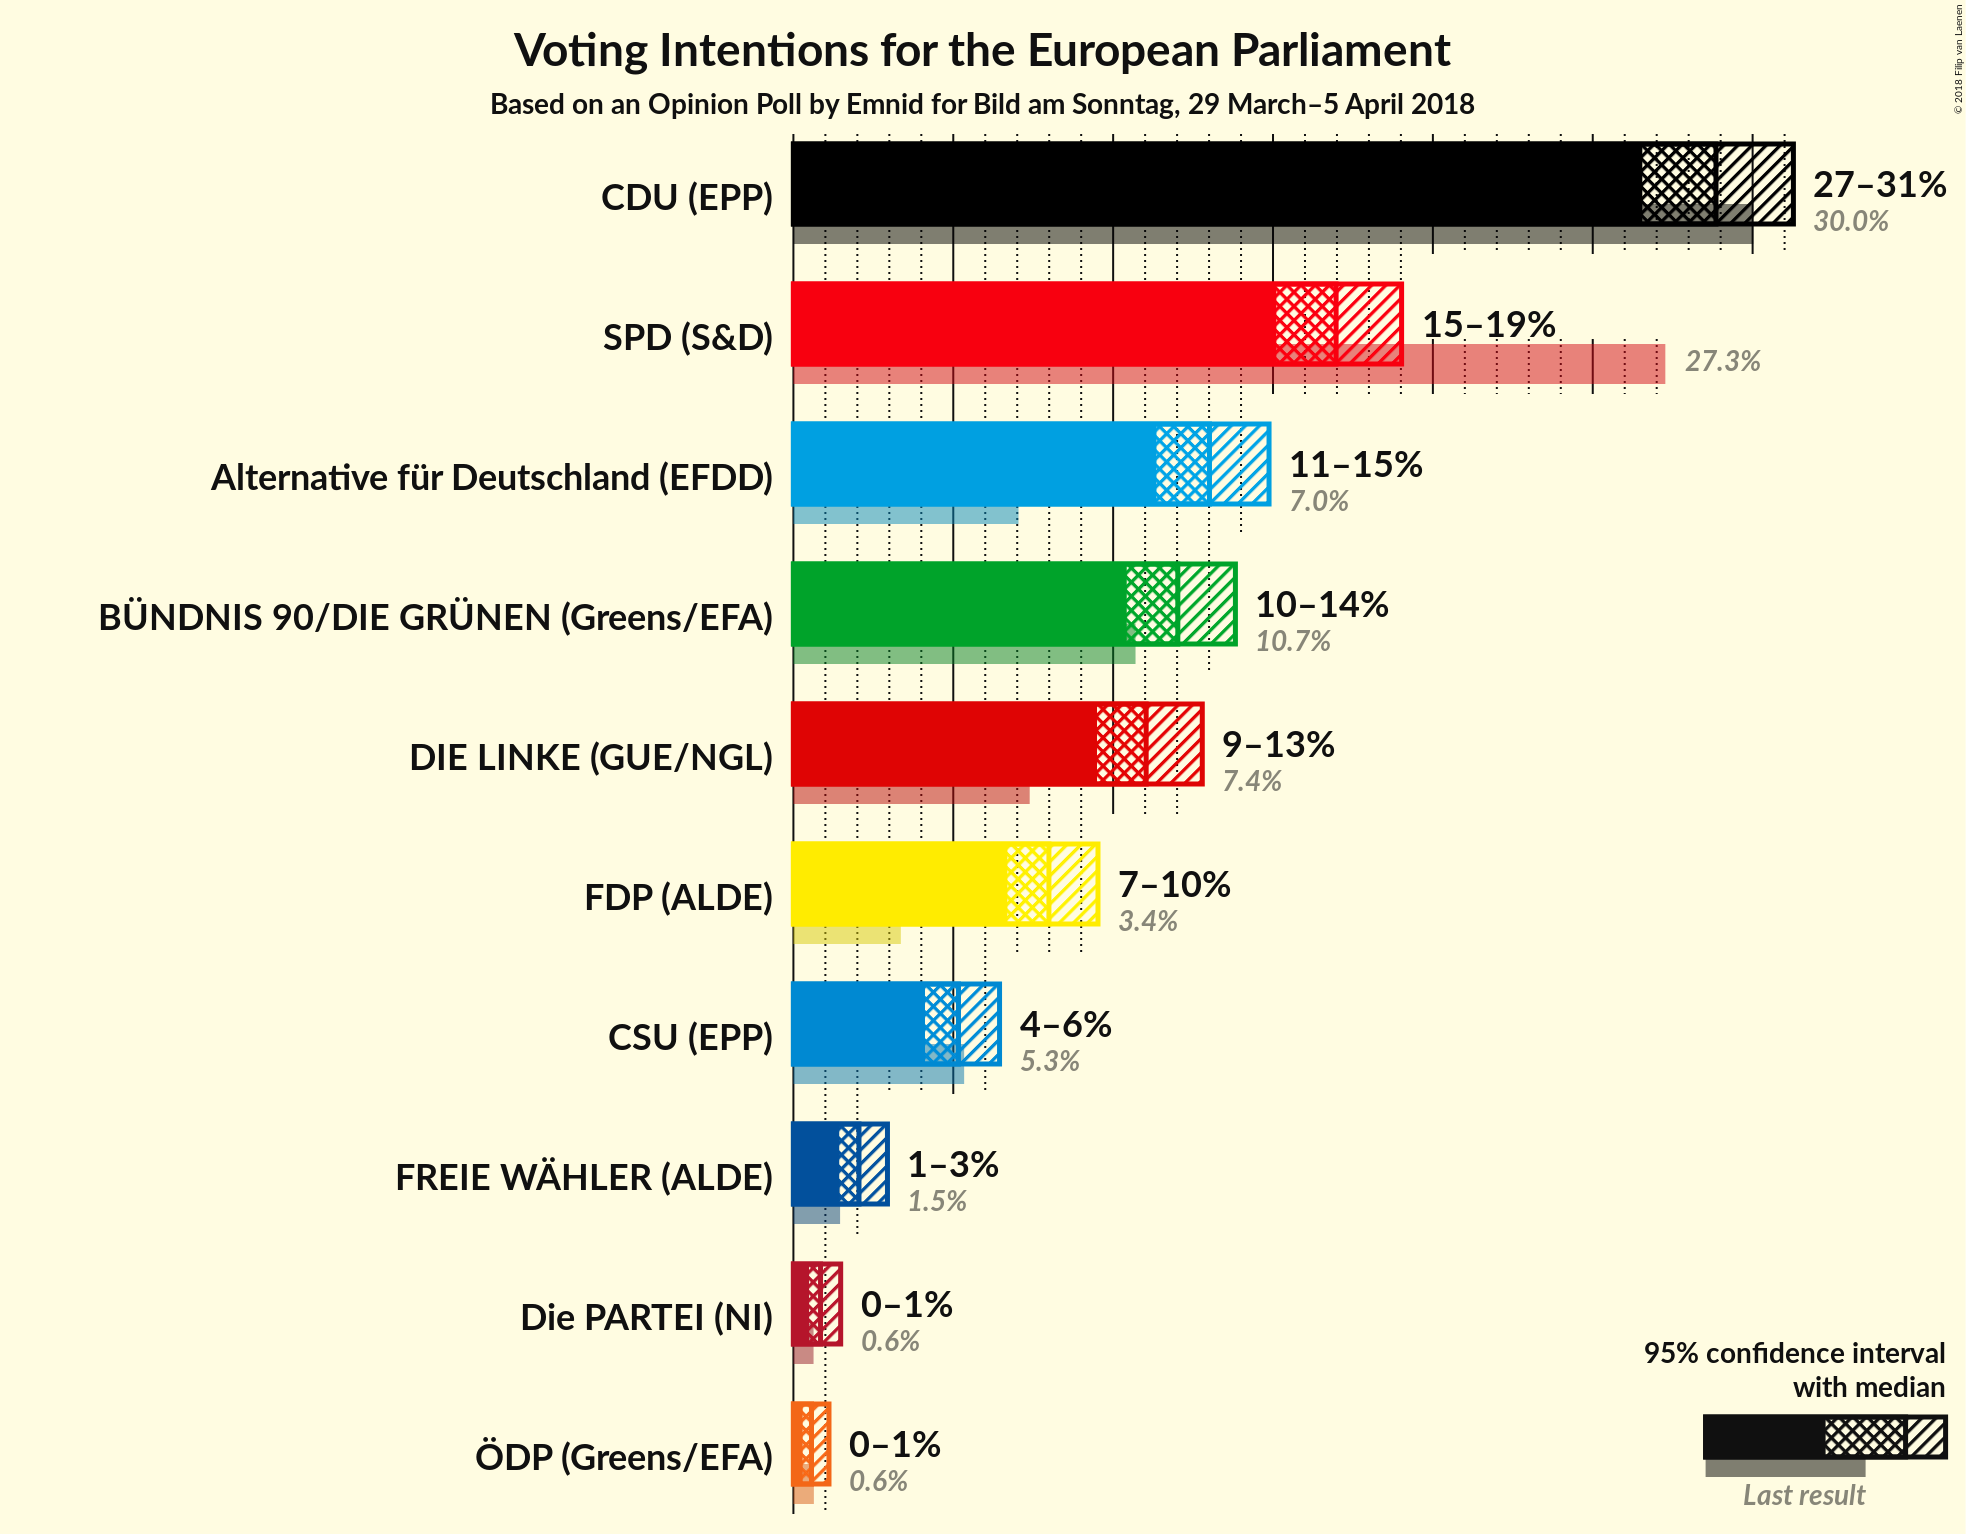 Voting Intentions for the European Parliament
Based on an Opinion Poll by Emnid for Bild am Sonntag, 29 March–5 April 2018
© 2018 Filip van Laenen
CDU (EPP)
27–31%
30.0%
SPD (S&D)
15–19%
27.3%
Alternative für Deutschland (EFDD)
11–15%
7.0%
BÜNDNIS 90/DIE GRÜNEN (Greens/EFA)
10–14%
10.7%
DIE LINKE (GUE/NGL)
9–13%
7.4%
FDP (ALDE)
7–10%
3.4%
CSU (EPP)
4–6%
5.3%
FREIE WÄHLER (ALDE)
1–3%
1.5%
Die PARTEI (NI)
0–1%
0.6%
ÖDP (Greens/EFA)
0–1%
0.6%
95% confidence interval
with median
Last result